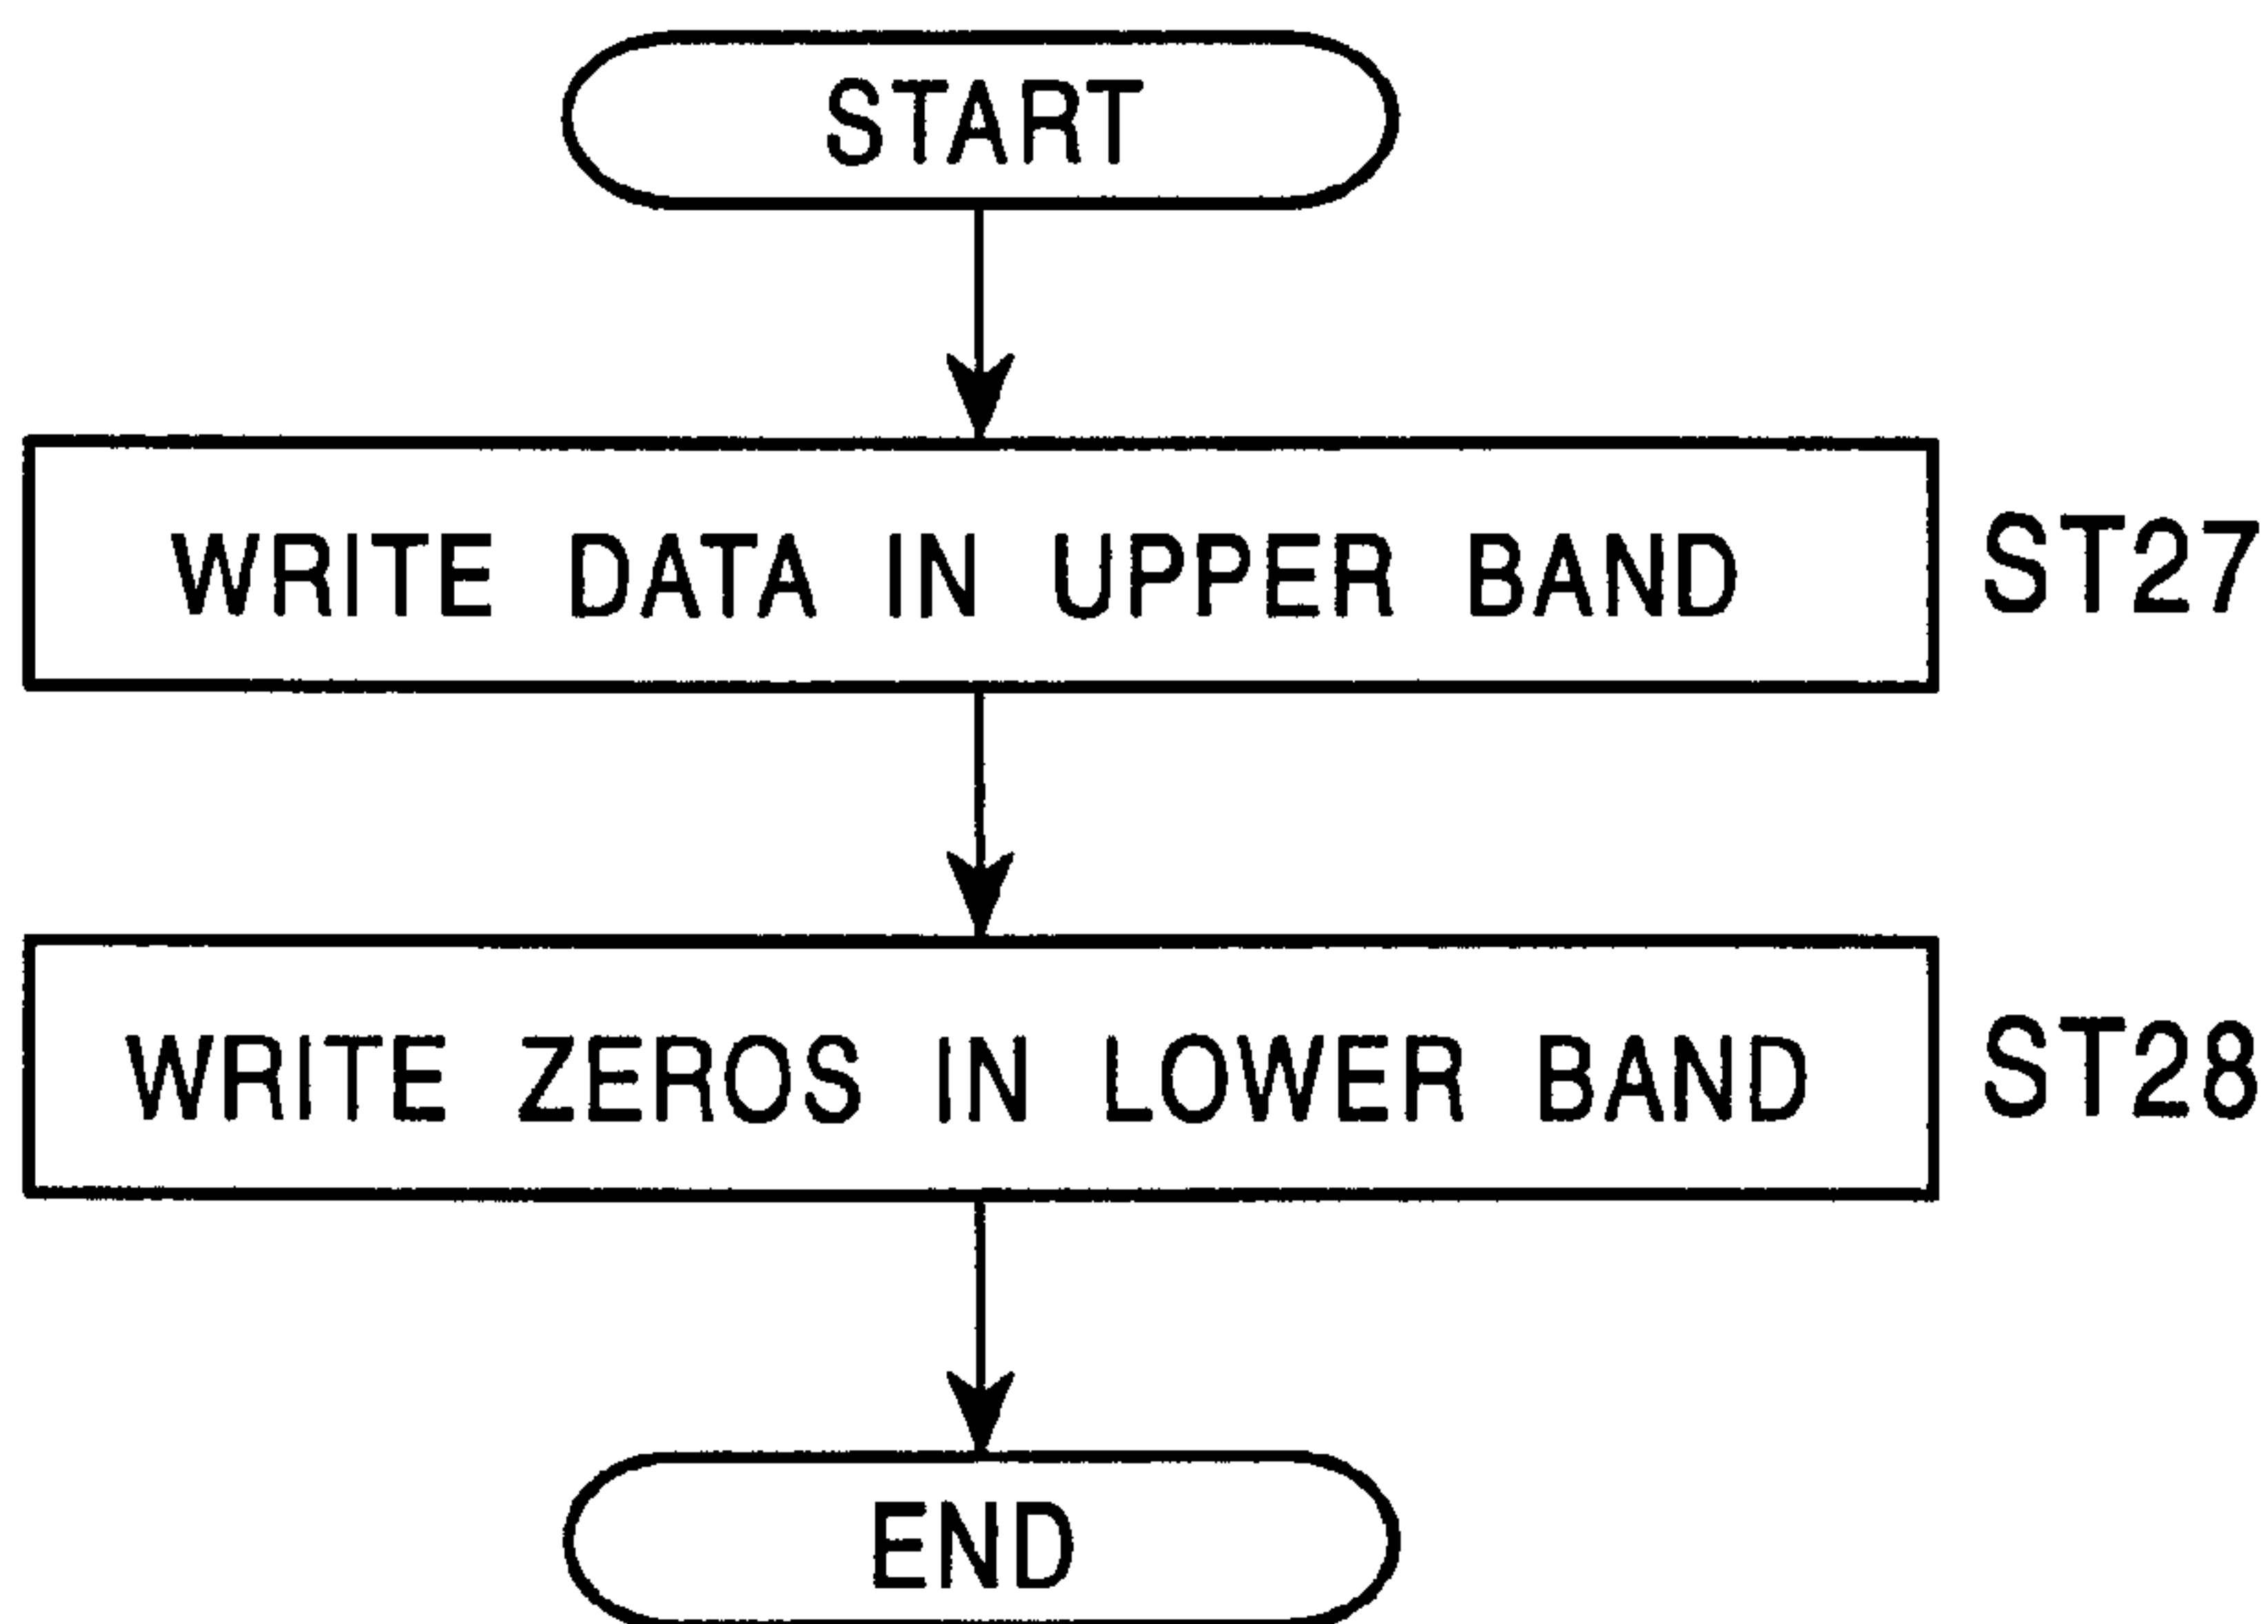 START
WRITE DATA IN UPPER BAND ST27
WRITE ZEROS IN LOWER BAND ST28
END